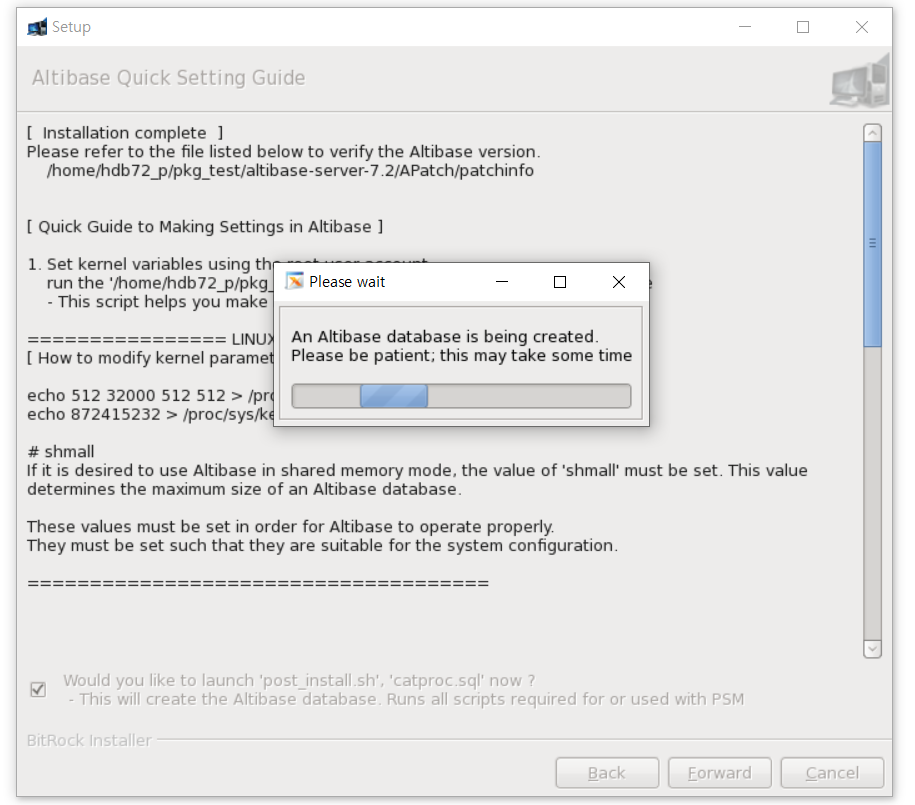 Setup
Altibase Quick Setting Guide
[  Installation complete  ]
Please refer to the file listed below to verify the Altibase version.
/home/hdb72_p/pkg_test/altibase-server-7.2/APatch/patchinfo
[ Quick Guide to Making Settings in Altibase ]
1. Set kernel variables using the
run the '/home/hdb72_p/pkg_
- This script helps you make
================ LINUX
[ How to modify kernel paramet
echo 512 32000 512 512 > /pro
echo 872415232 > /proc/sys/ke
Please wait
An Altibase database is being created.
Please be patient; this may take some time
# shmall
If it is desired to use Altibase in shared memory mode, the value of 'shmall' must be set. This value
determines the maximum size of an Altibase database.
These values must be set in order for Altibase to operate properly.
They must be set such that they are suitable for the system configuration.
=====================================
Would you like to launch 'post_install.sh', 'catproc.sql' now ?
- This will create the Altibase database. Runs all scripts required for or used with PSM
BitRock Installer
Back
Forward
Cancel